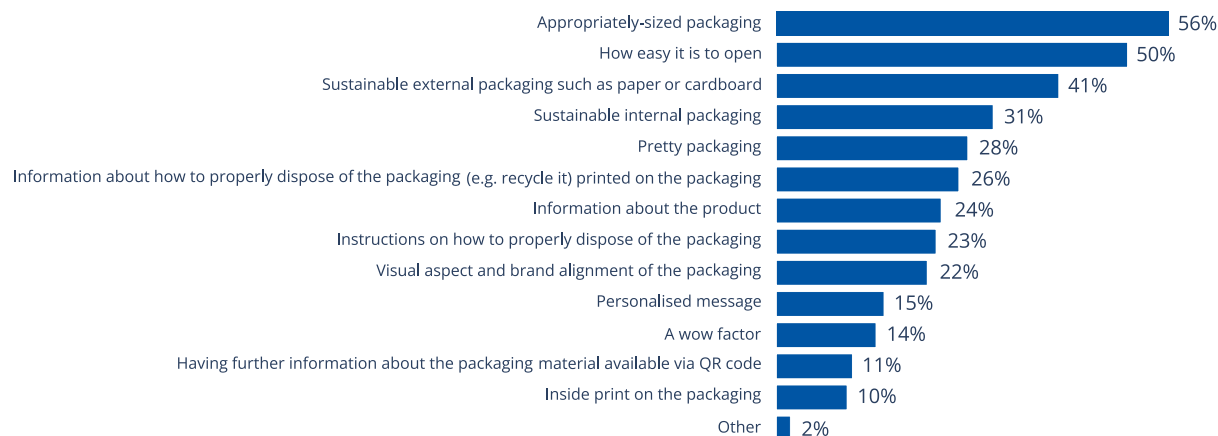 Appropriately-sized packaging 56%
How easy it is to open 50%
Sustainable external packaging such as paper or cardboard 41%
Sustainable internal packaging 31%
Pretty packaging 28%
Information about how to properly dispose of the packaging (e.g. recycle it) printed on the packaging 26%
Information about the product 24%
Instructions on how to properly dispose of the packaging 23%
Visual aspect and brand alignment of the packaging 22%
Personalised message 15%
A wow factor 14%
Having further information about the packaging material available via QR code 11%
Inside print on the packaging 10%
Other 2%